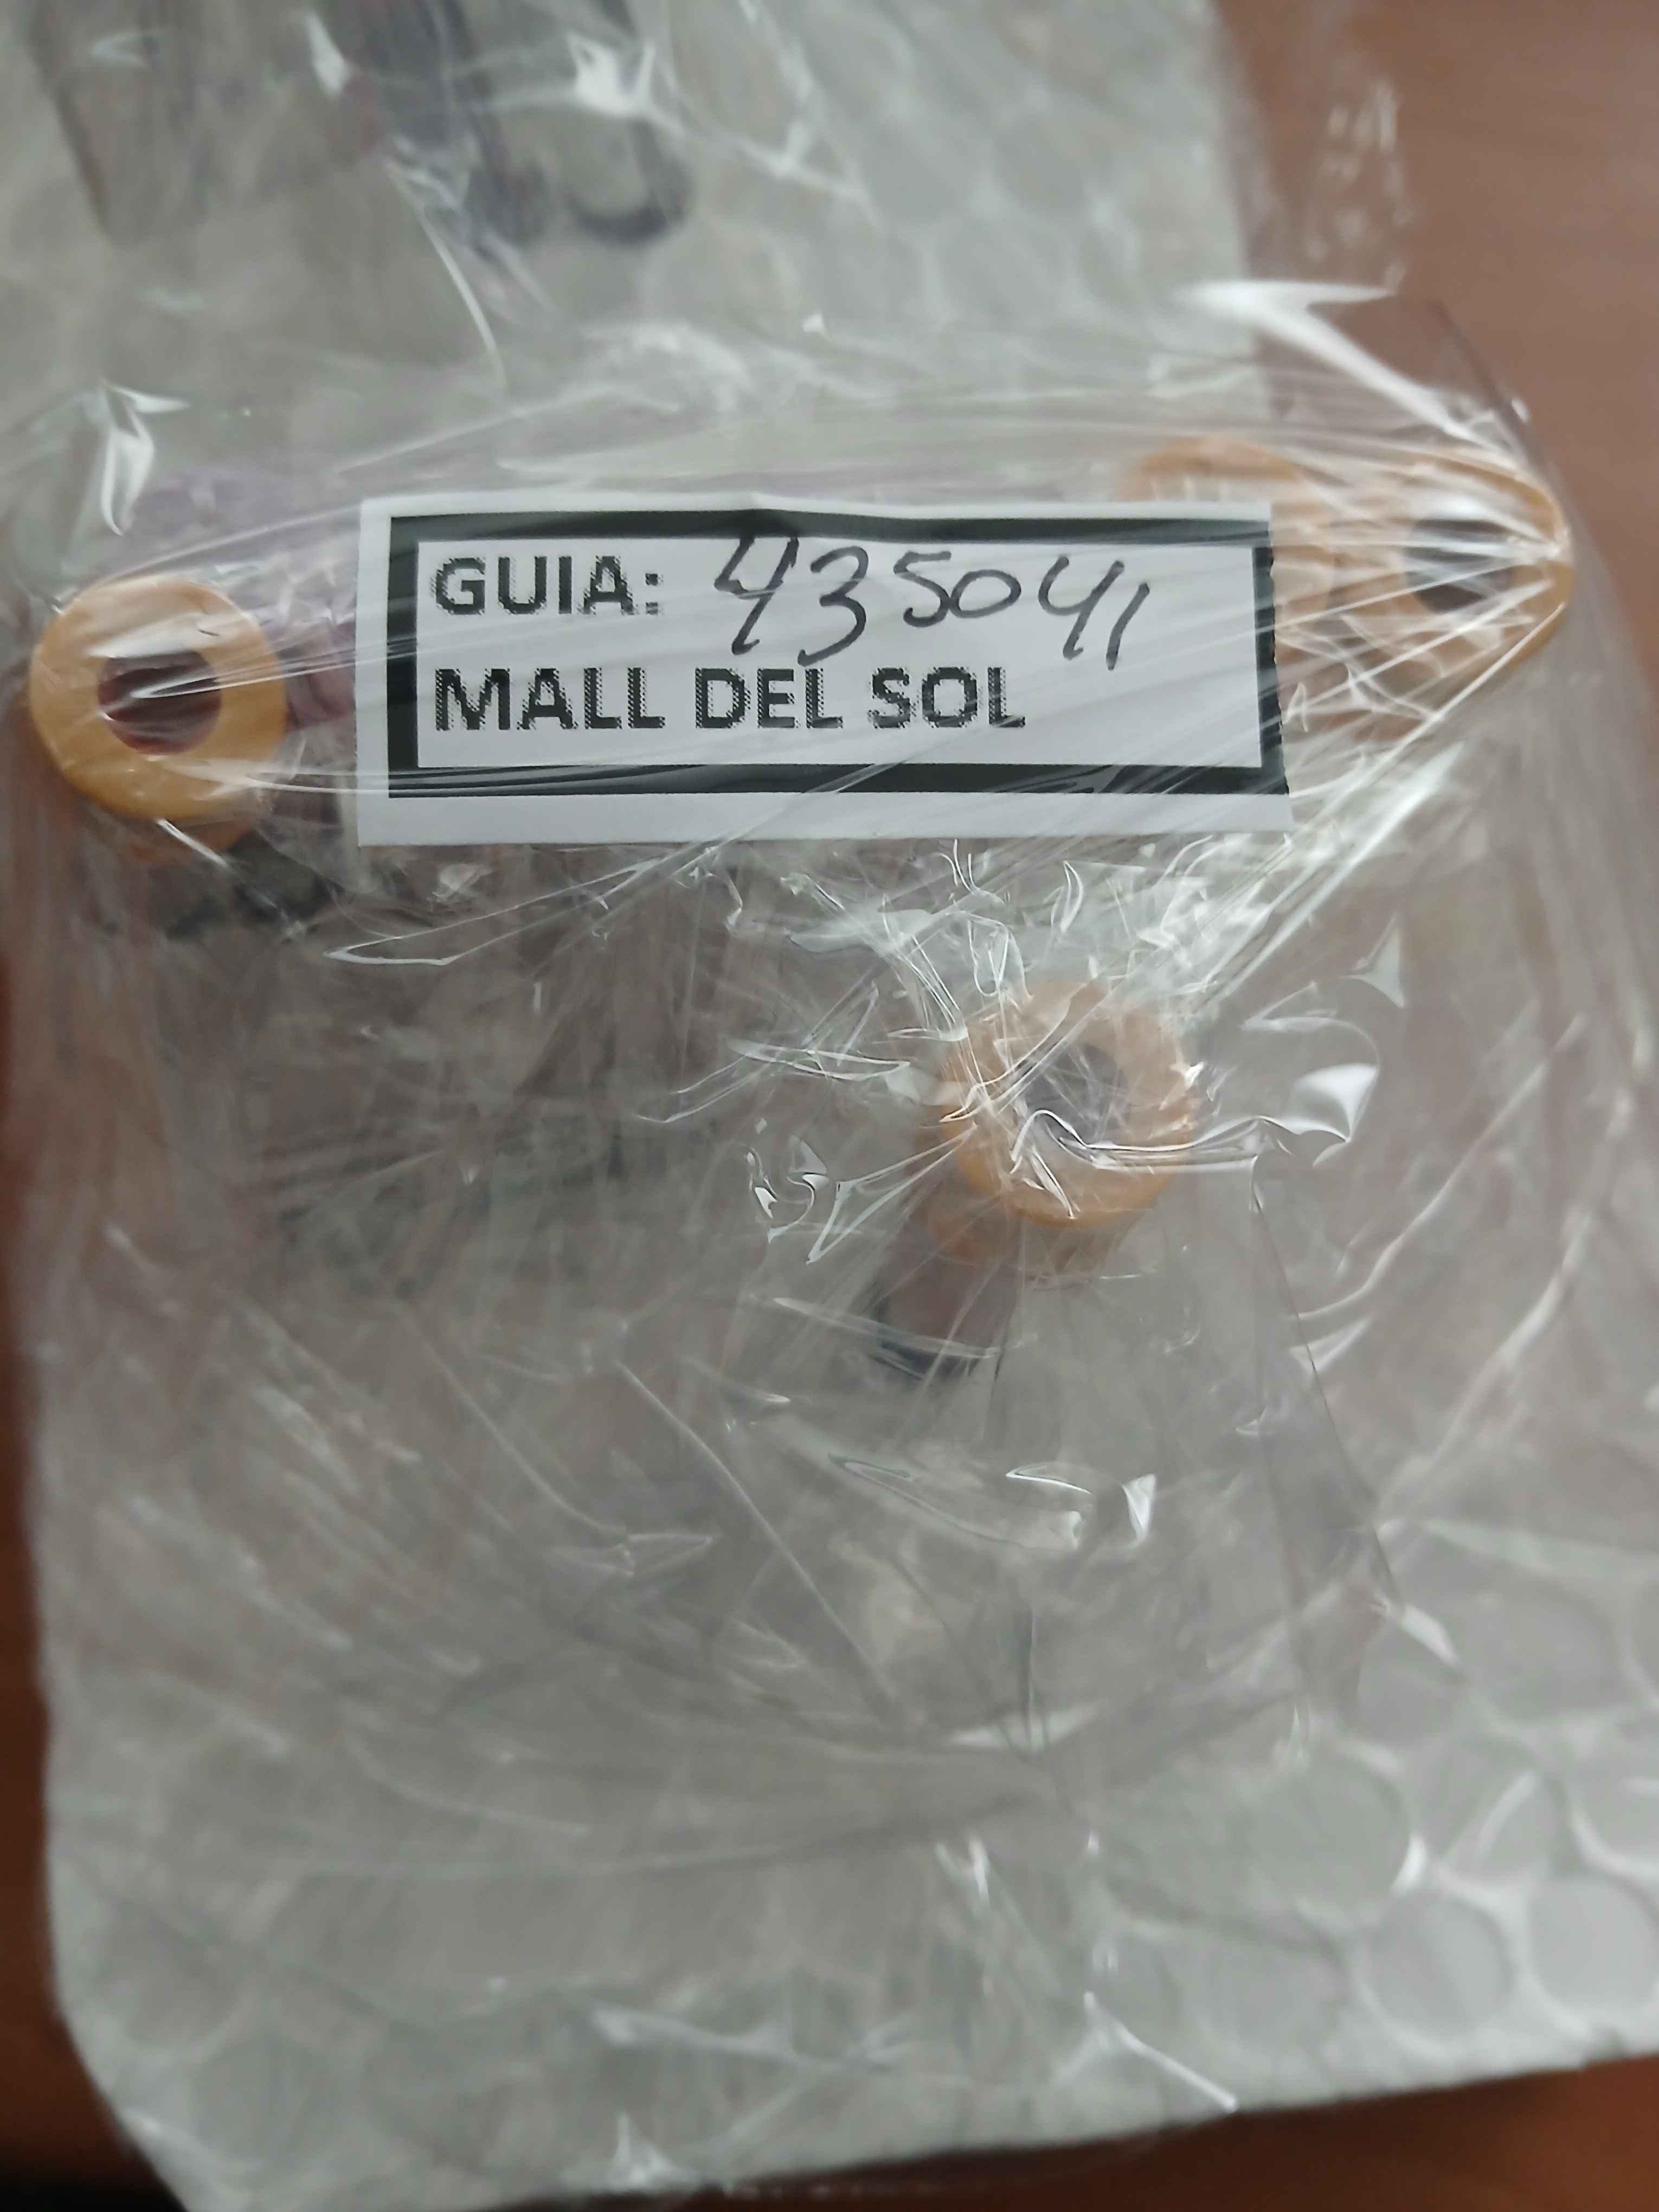 GUIA: 435041
MALL DEL SOL